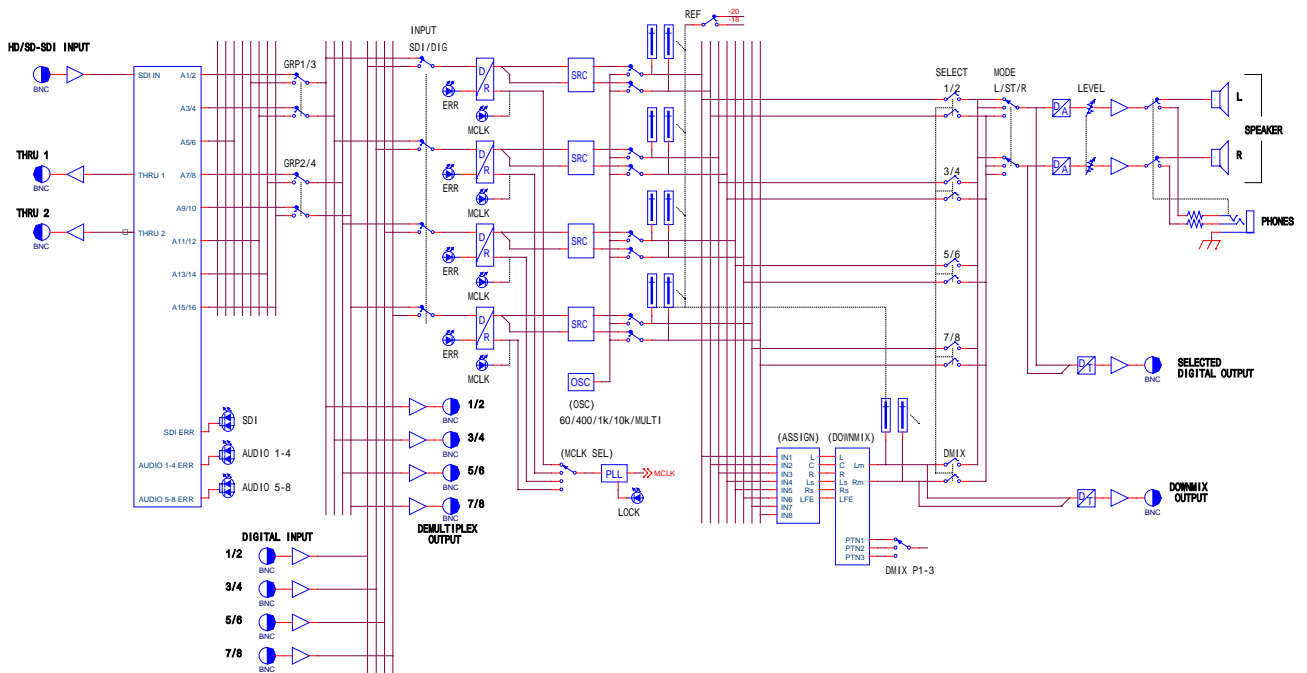 HD/SD-SDI INPUT
BNC
THRU 1
BNC
THRU 2
BNC
SDI IN
THRU 1
THRU 2
A1/2
A3/4
A5/6
A7/8
A9/10
A11/12
A13/14
A15/16
SDI ERR
AUDIO 1-4 ERR
AUDIO 5-8 ERR
SDI
AUDIO 1-4
AUDIO 5-8
GRP1/3
GRP2/4
DIGITAL INPUT
1/2
BNC
3/4
BNC
5/6
BNC
7/8
BNC
INPUT
SDI/DIG
ERR
D
R
MCLK
SRC
ERR
D
R
MCLK
SRC
ERR
D
R
MCLK
SRC
ERR
D
R
MCLK
SRC
OSC
(OSC)
60/400/1k/10k/MULTI
1/2
BNC
3/4
BNC
5/6
BNC
7/8
BNC
DEMULTIPLEX
OUTPUT
(MCLK SEL)
PLL
MCLK
LOCK
REF
-20
-18
SELECT
1/2
3/4
5/6
7/8
DMIX
MODE
L/ST/R
D
A
D
A
LEVEL
L
SPEAKER
R
PHONES
D
T
BNC
SELECTED
DIGITAL OUTPUT
(ASSIGN)
IN1
IN2
IN3
IN4
IN5
IN6
IN7
IN8
L
C
R
Ls
Rs
LFE
(DOWNMIX)
L
C
R
Ls
Rs
LFE
Lm
Rm
PTN1
PTN2
PTN3
DMIX P1-3
D
T
BNC
DOWNMIX
OUTPUT